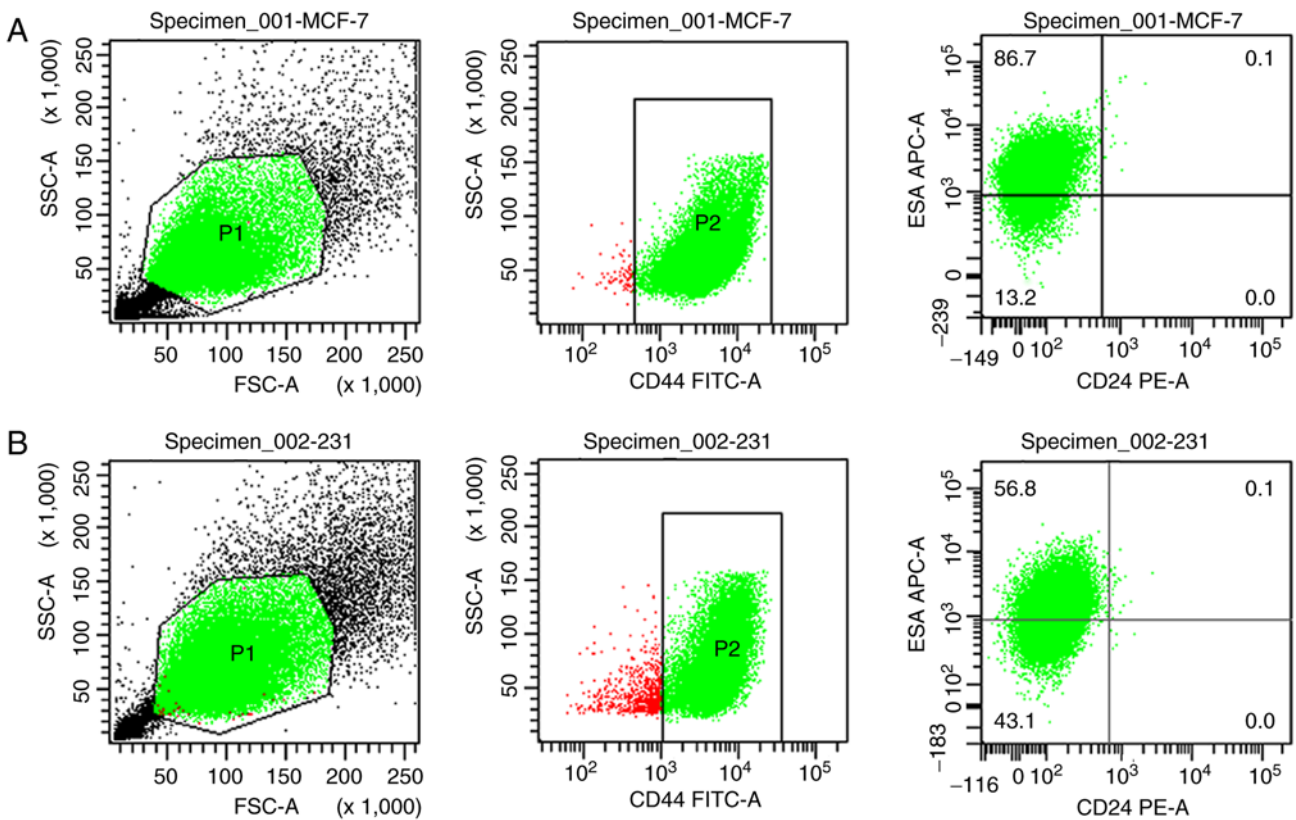 A
Specimen_001-MCF-7
SSC-A (x 1,000)
250
200
150
100
50
P1
50 100 150 200 250
FSC-A (x 1,000)
Specimen_001-MCF-7
SSC-A (x 1,000)
250
200
150
100
50
P2
10² 10³ 10⁴ 10⁵
CD44 FITC-A
Specimen_001-MCF-7
ESA APC-A
10⁵
10⁴
10³
0
−239
86.7 0.1
13.2 0.0
−149 0 10² 10³ 10⁴ 10⁵
CD24 PE-A
B
Specimen_002-231
SSC-A (x 1,000)
250
200
150
100
50
P1
50 100 150 200 250
FSC-A (x 1,000)
Specimen_002-231
SSC-A (x 1,000)
250
200
150
100
50
P2
10² 10³ 10⁴ 10⁵
CD44 FITC-A
Specimen_002-231
ESA APC-A
10⁵
10⁴
10³
10²
0
−183
56.8 0.1
43.1 0.0
−116 0 10² 10³ 10⁴ 10⁵
CD24 PE-A